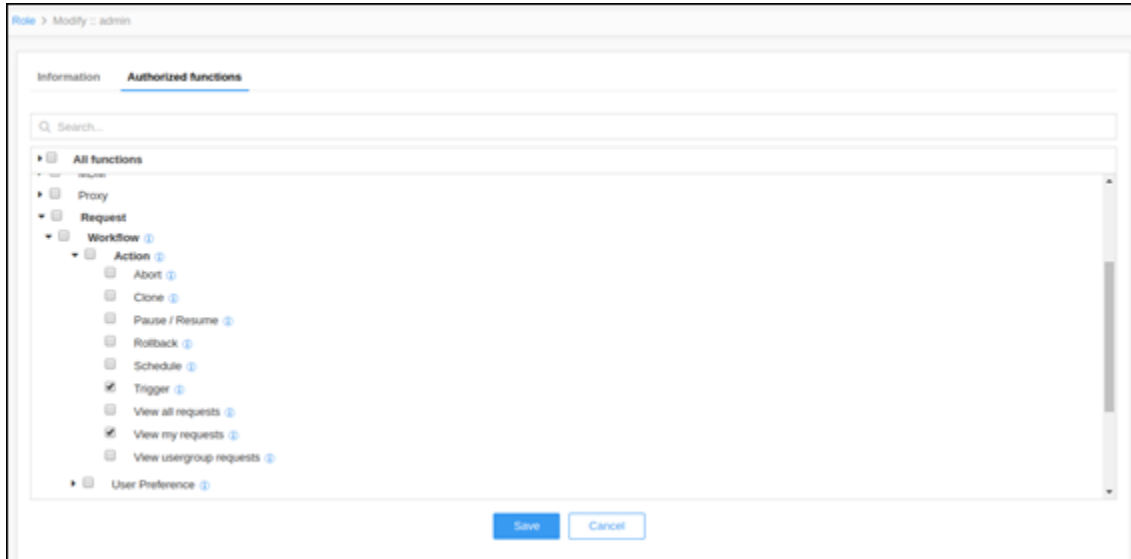 Role > Modify :: admin
Information Authorized functions
Search...
All functions
MDM
Proxy
Request
Workflow
Action
Abort
Clone
Pause / Resume
Rollback
Schedule
Trigger
View all requests
View my requests
View usergroup requests
User Preference
Save Cancel